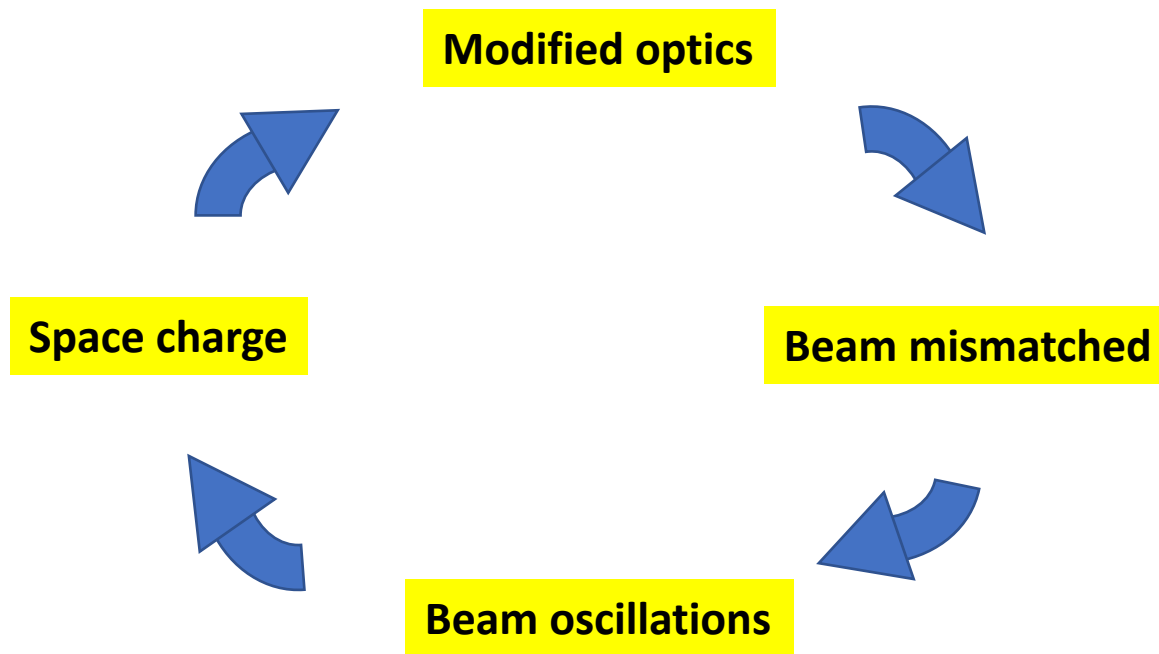 Modified optics
Space charge
Beam mismatched
Beam oscillations